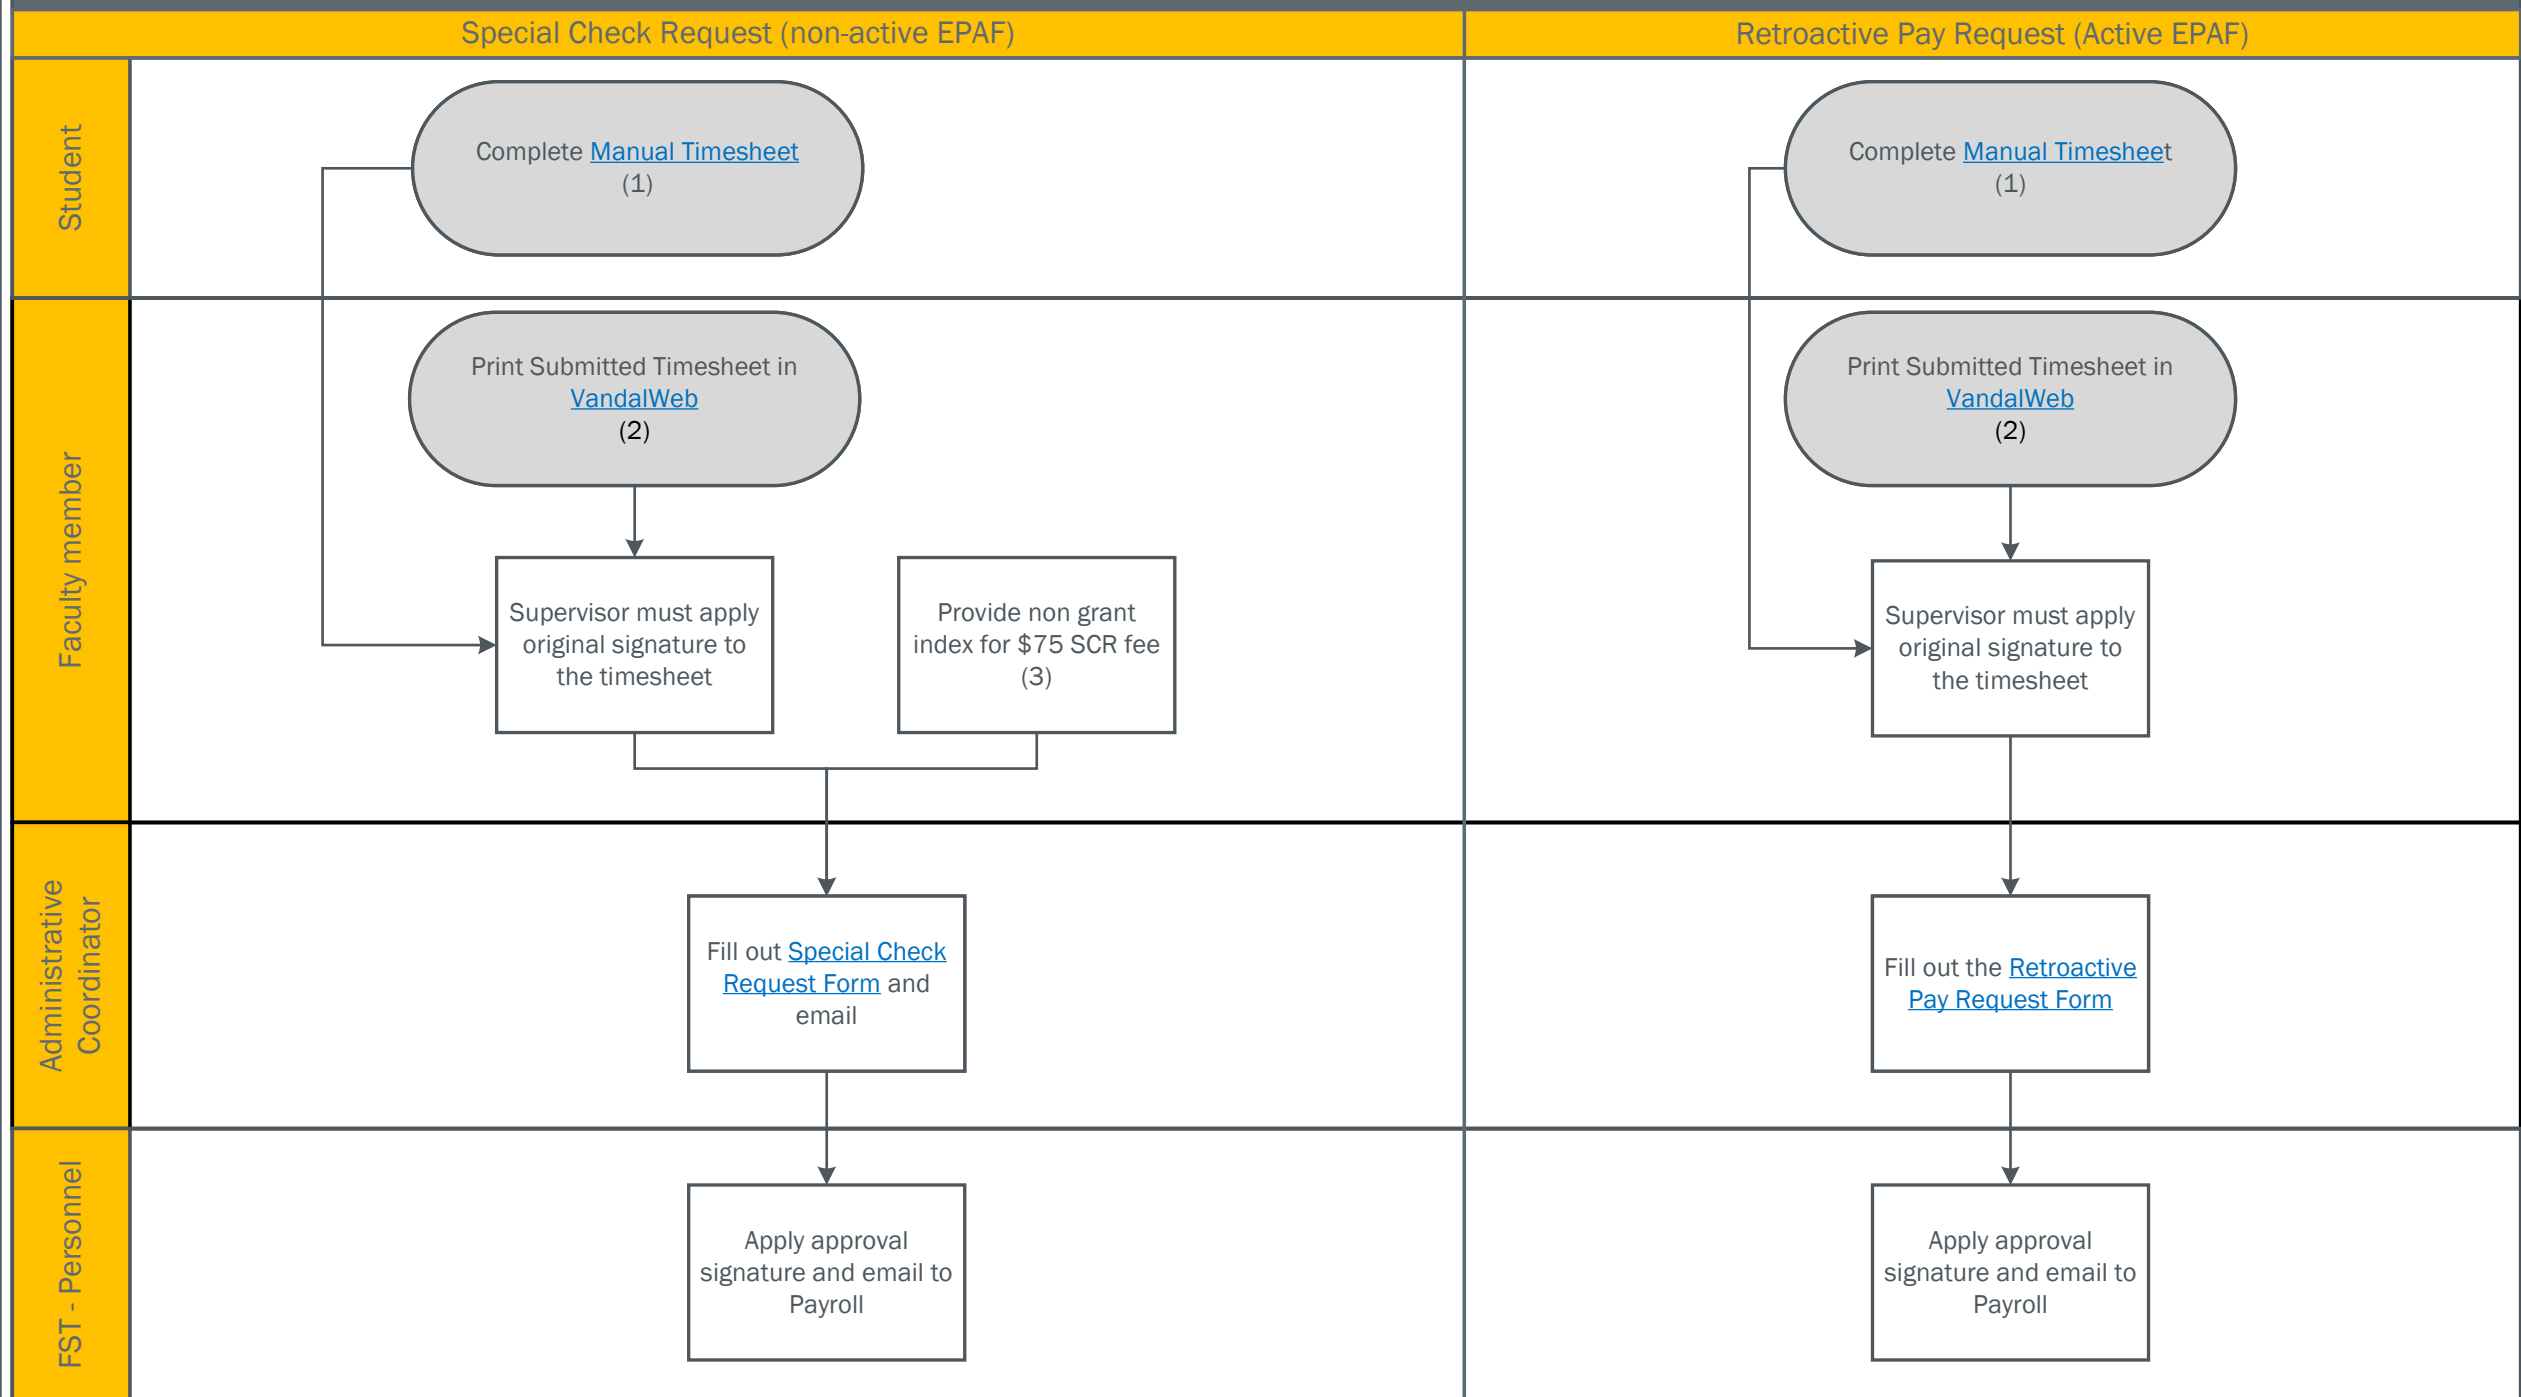 Special Check Request (non-active EPAF)
Retroactive Pay Request (Active EPAF)
Student
Complete Manual Timesheet
(1)
Complete Manual Timesheet
(1)
Faculty member
Print Submitted Timesheet in
VandalWeb
(2)
Print Submitted Timesheet in
VandalWeb
(2)
Supervisor must apply
original signature to
the timesheet
Provide non grant
index for $75 SCR fee
(3)
Supervisor must apply
original signature to
the timesheet
Administrative
Coordinator
Fill out Special Check
Request Form and
email
Fill out the Retroactive
Pay Request Form
FST - Personnel
Apply approval
signature and email to
Payroll
Apply approval
signature and email to
Payroll